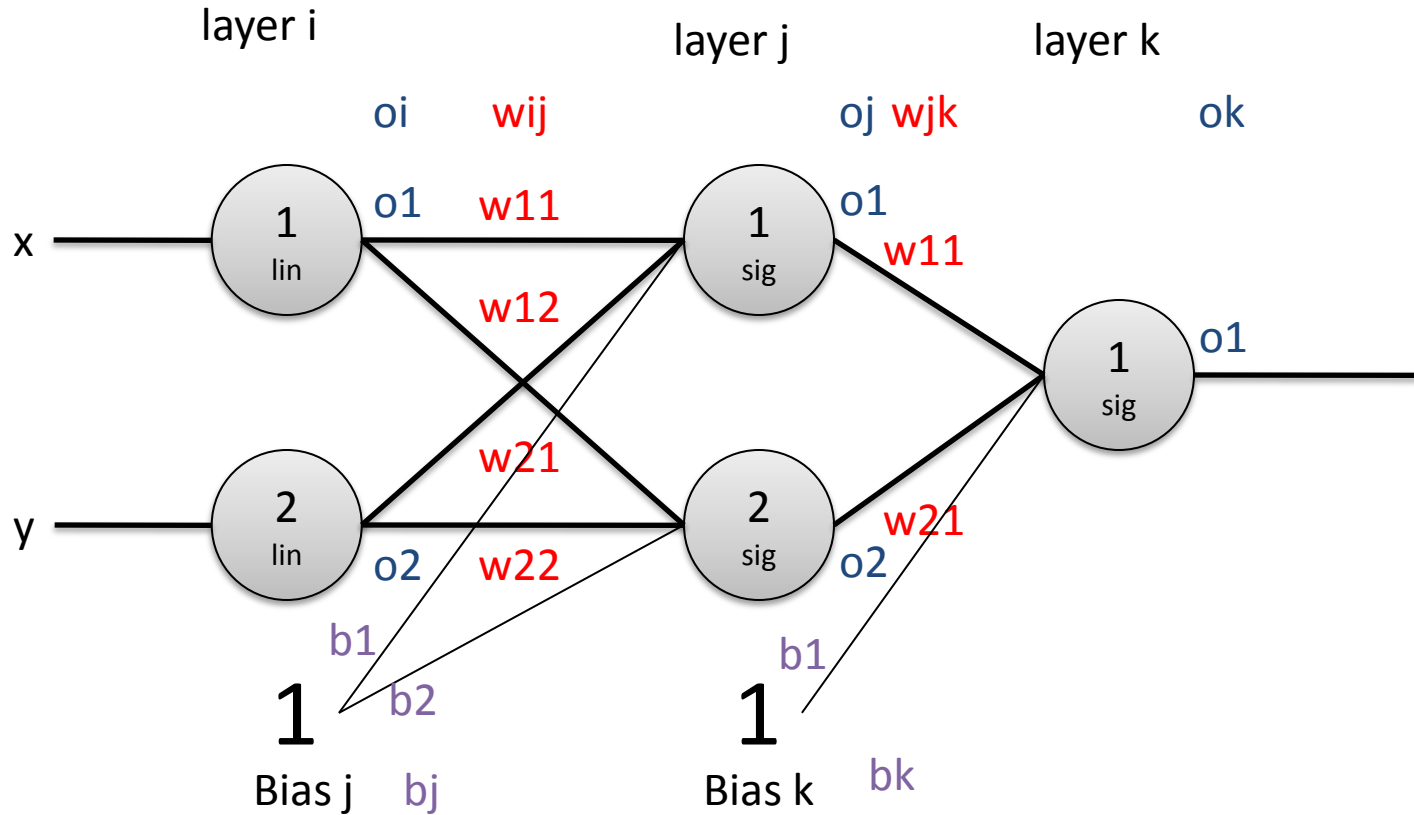 layer i
layer j
layer k
oi
wij
oj
wjk
ok
o1
w11
o1
w11
x
1
lin
1
sig
w12
o1
1
sig
w21
y
2
lin
2
sig
w21
o2
w22
o2
b1
b2
b1
1
1
Bias j
bj
Bias k
bk